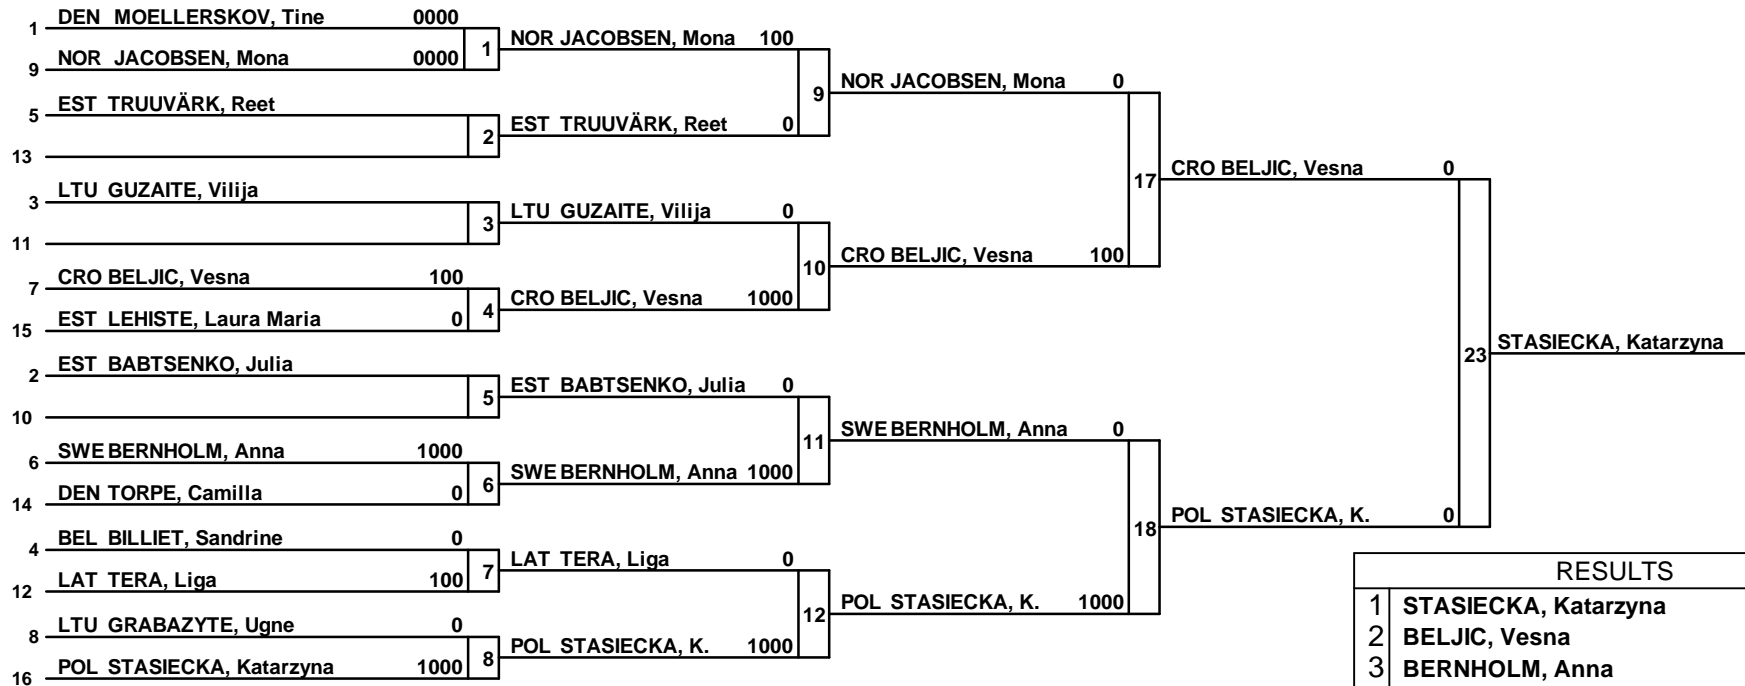 1 DEN MOELLERSKOV, Tine 0000
9 NOR JACOBSEN, Mona 0000
1
5 EST TRUUVÄRK, Reet
13
2
3 LTU GUZAITE, Vilija
11
3
7 CRO BELJIC, Vesna 100
15 EST LEHISTE, Laura Maria 0
4
2 EST BABTSENKO, Julia
10
5
6 SWE BERNHOLM, Anna 1000
14 DEN TORPE, Camilla 0
6
4 BEL BILLIET, Sandrine 0
12 LAT TERA, Liga 100
7
8 LTU GRABAZYTE, Ugne 0
16 POL STASIECKA, Katarzyna 1000
8
NOR JACOBSEN, Mona 100
EST TRUUVÄRK, Reet 0
9
LTU GUZAITE, Vilija 0
CRO BELJIC, Vesna 1000
10
EST BABTSENKO, Julia 0
SWE BERNHOLM, Anna 1000
11
LAT TERA, Liga 0
POL STASIECKA, K. 1000
12
NOR JACOBSEN, Mona 0
CRO BELJIC, Vesna 100
17
SWE BERNHOLM, Anna 0
POL STASIECKA, K. 1000
18
CRO BELJIC, Vesna 0
POL STASIECKA, K. 0
23
STASIECKA, Katarzyna
RESULTS
1 STASIECKA, Katarzyna
2 BELJIC, Vesna
3 BERNHOLM, Anna